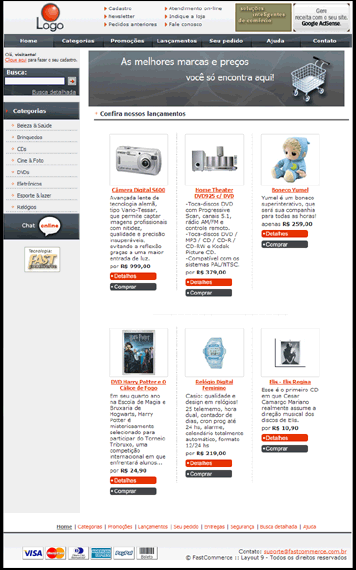 Logo
Cadastro
Newsletter
Pedidos anteriores
Atendimento on-line
Indique a loja
Fale conosco
soluções
inteligentes
de comércio
Gere
receita com o seu site.
Google AdSense.
Home
Categorias
Promoções
Lançamentos
Seu pedido
Ajuda
Contato
Olá, visitante!
Clique aqui para fazer o seu cadastro.
Busca:
Busca detalhada
As melhores marcas e preços
você só encontra aqui!
Categorias
Beleza & Saúde
Brinquedos
CDs
Cine & Foto
DVDs
Eletrônicos
Esporte & lazer
Relógios
Chat online
Tecnologia:
FAST
Confira nossos lançamentos
Câmera Digital S600
Avançada lente de
tecnologia alemã,
tipo Vario-Tessar,
que permite captar
imagens profissionais
com nitidez,
qualidade e precisão
insuperáveis,
evitando a reflexão
graças a uma maior
entrada de luz.
por R$ 999,00
Detalhes
Comprar
Home Theater
DVD925 c/ DVD
-Toca-discos DVD
com Progressive
Scan, canais 5.1,
rádio AM/FM e
controle remoto.
-Toca-discos DVD /
MP3 / CD / CD-R /
CD-RW e Kodak
Picture CD.
-Compatível com os
sistemas PAL/NTSC.
por R$ 379,00
Detalhes
Comprar
Boneco Yumel
Yumel é um boneco
superinterativo, que
será sua companhia
para todas as horas!
apenas R$ 259,00
Detalhes
Comprar
DVD Harry Potter e O
Cálice de Fogo
Em seu quarto ano
na Escola de Magia e
Bruxaria de
Hogwarts, Harry
Potter é
misteriosamente
selecionado para
participar do Torneio
Tribruxo, uma
competição
internacional em que
enfrentará alunos...
por R$ 24,90
Detalhes
Comprar
Relógio Digital
Feminino
Casio: qualidade e
design em relógios!
25 telememo, hora
dual, contador de
dias, cron prog até
24 hs, alarme,
calendário totalmente
automático, formato
12/24 hs
por R$ 219,00
Detalhes
Comprar
Elis - Elis Regina
Esse é o primeiro CD
em que Cesar
Camargo Mariano
realmente assume a
direção musical dos
discos de Elis.
por R$ 10,90
Detalhes
Comprar
Home | Categorias | Promoções | Lançamentos | Seu pedido | Entregas | Segurança | Busca detalhada | Ajuda
VISA
Boleto
Contato: suporte@fastcommerce.com.br
© FastCommerce :: Layout 9 - Todos os direitos reservados